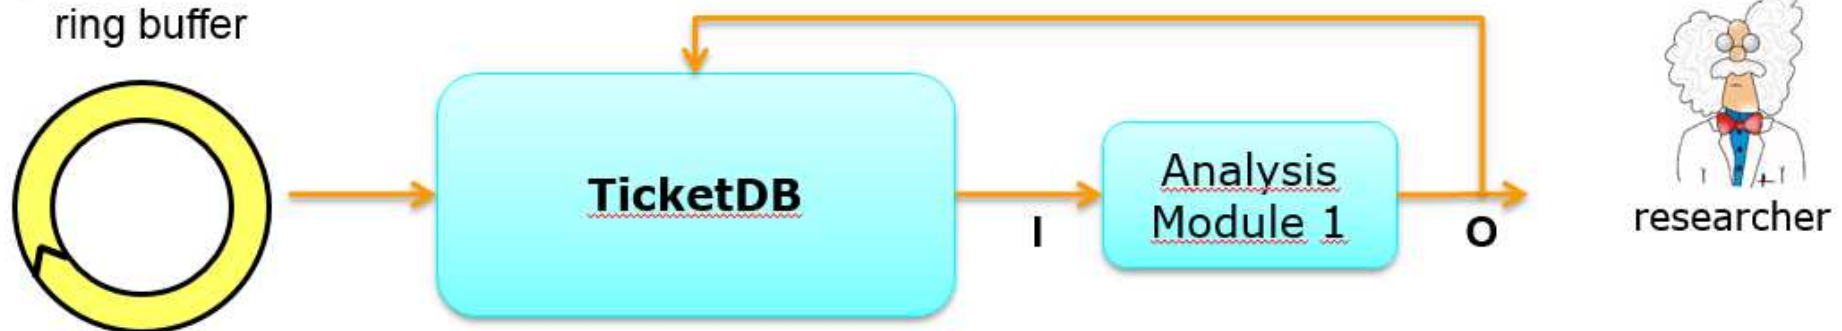 ring buffer
TicketDB
I
Analysis
Module 1
O
researcher